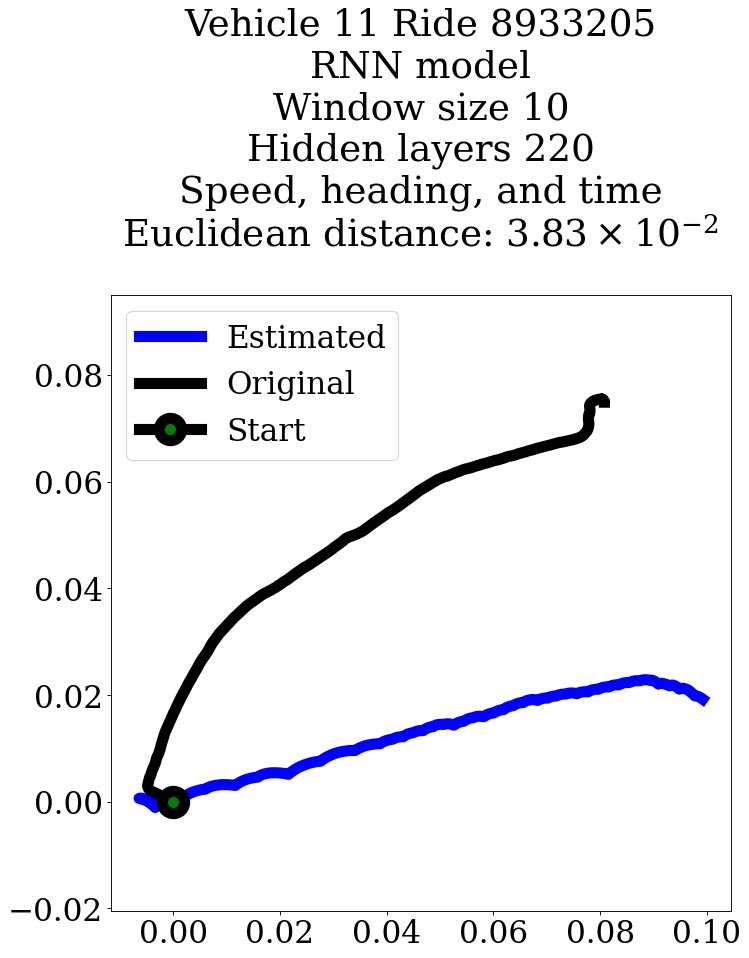 Vehicle 11 Ride 8933205
RNN model
Window size 10
Hidden layers 220
Speed, heading, and time
Euclidean distance: 3.83 × 10⁻²
Estimated
Original
Start
0.08
0.06
0.04
0.02
0.00
−0.02
0.00 0.02 0.04 0.06 0.08 0.10